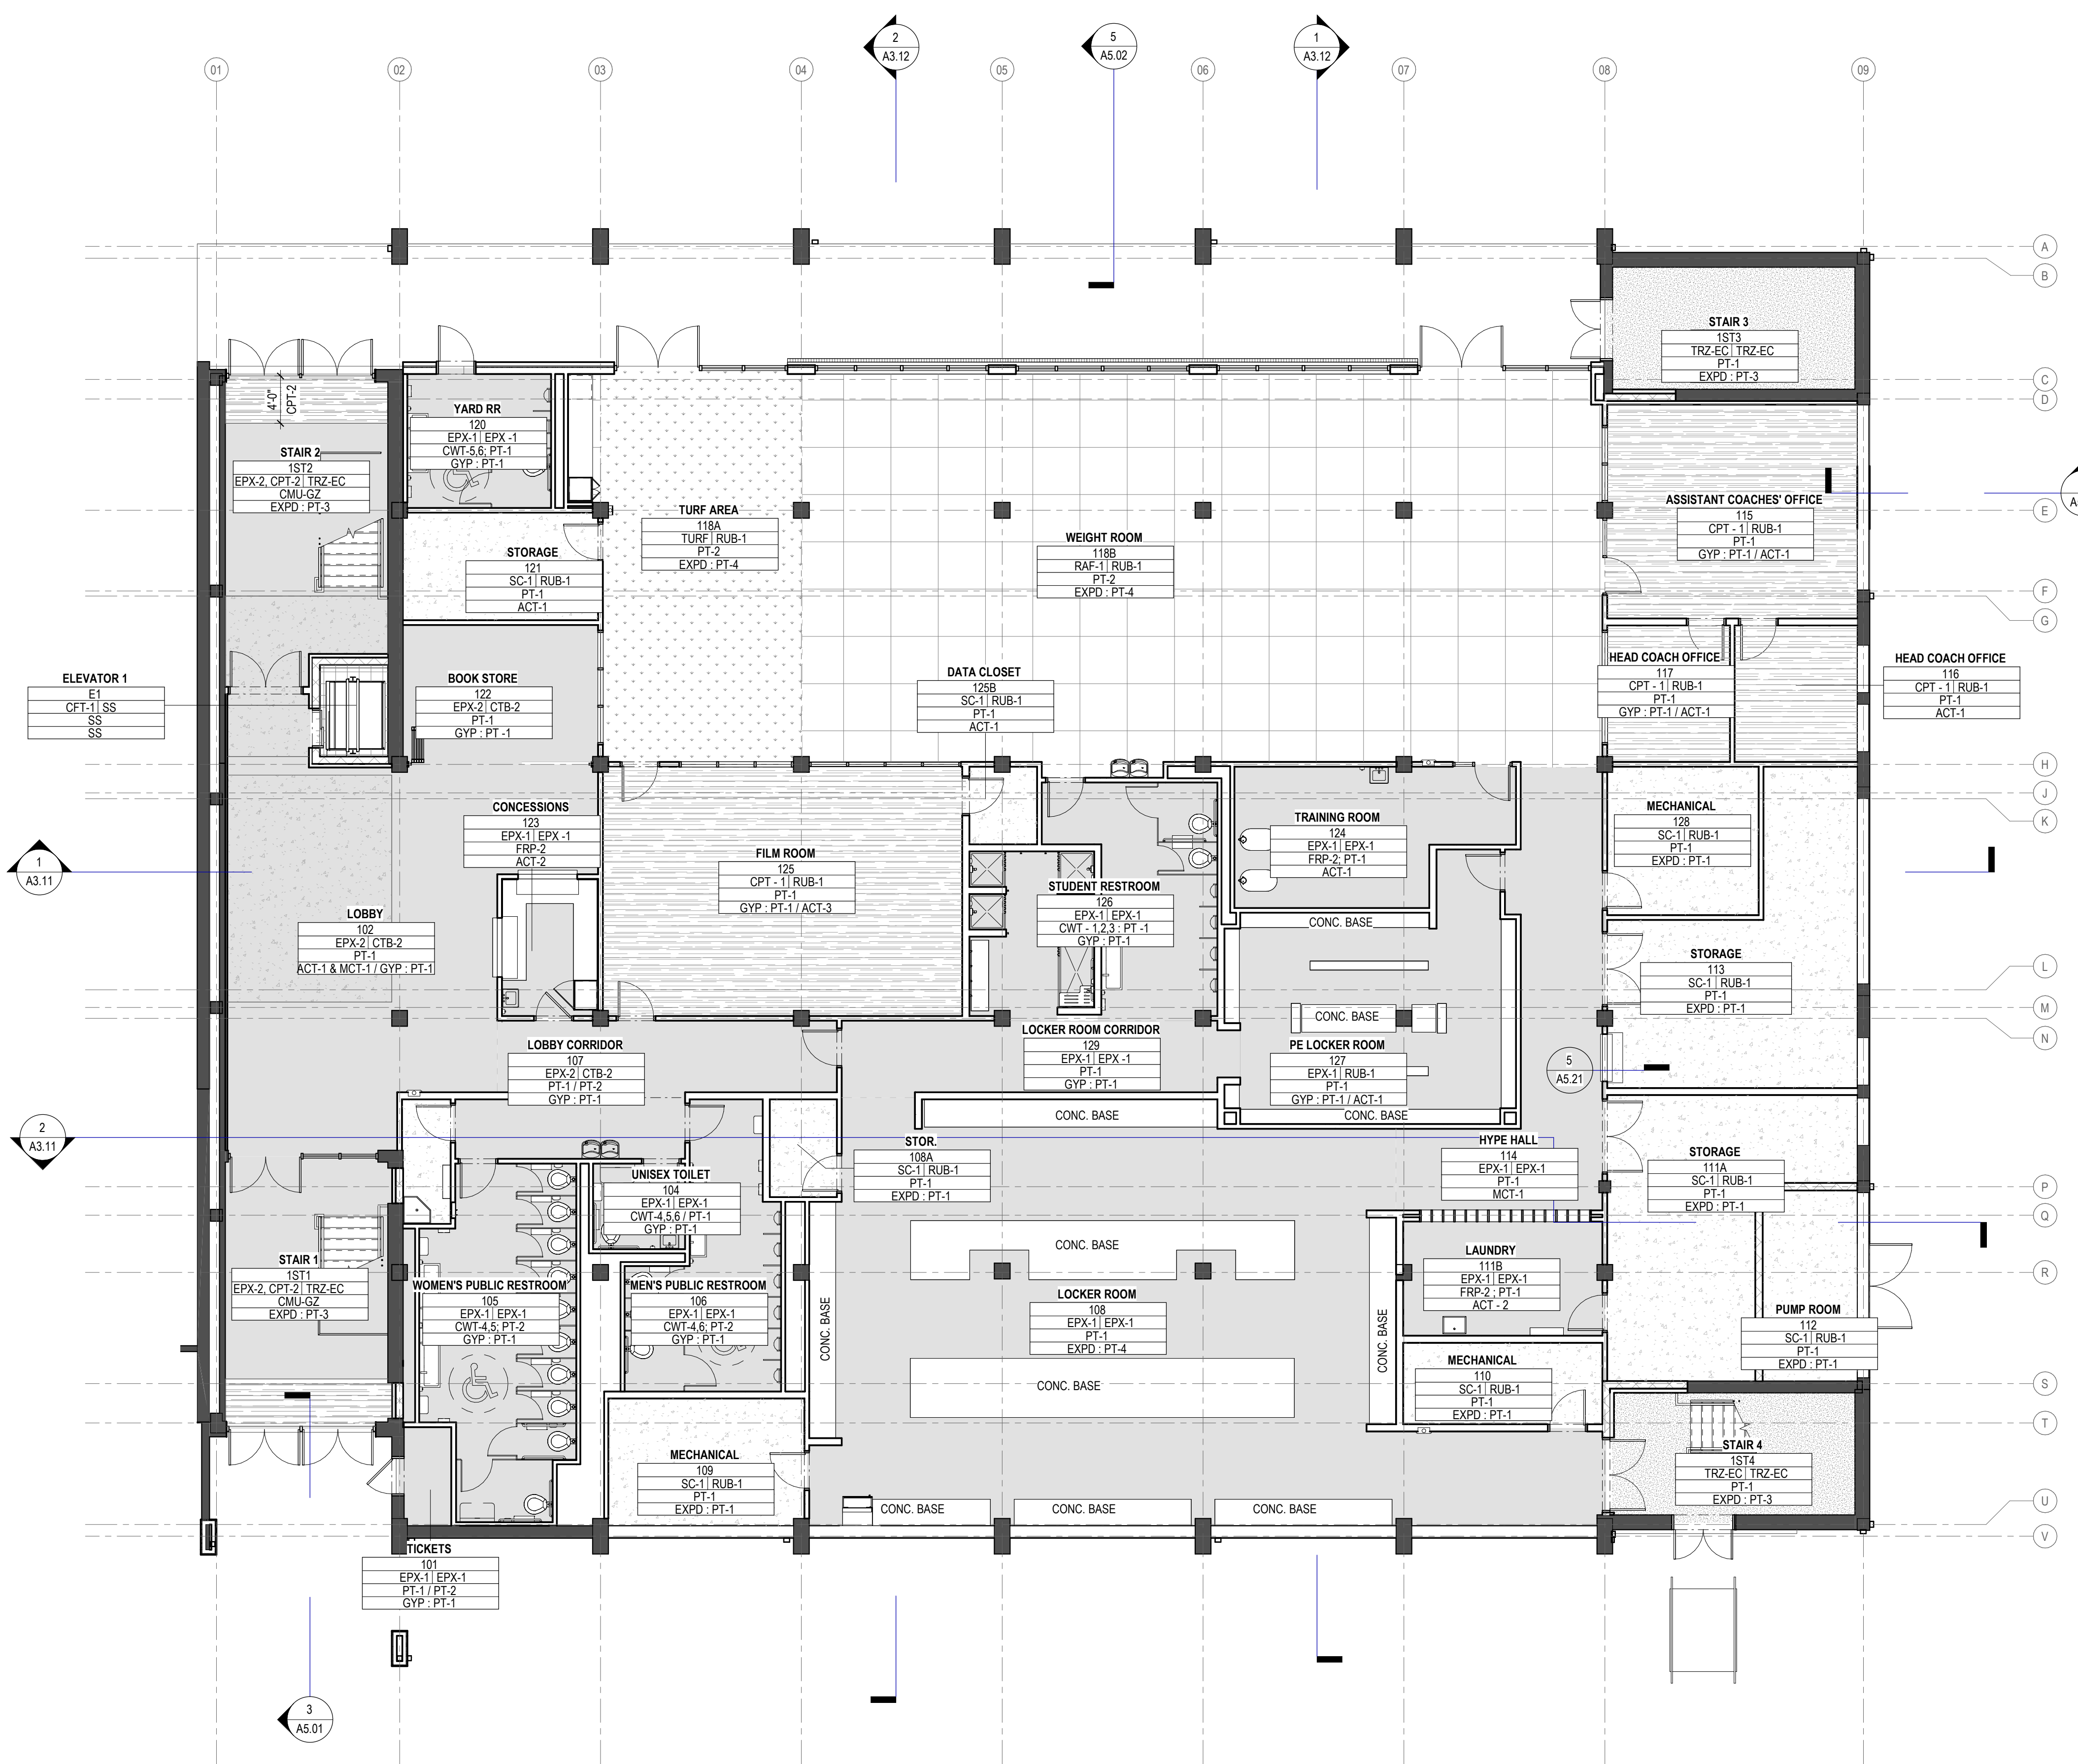 2
A3.12
5
A5.02
1
A3.12
01
02
03
04
05
06
07
08
09
A
B
C
D
E
F
G
H
J
K
L
M
N
P
Q
R
S
T
U
V
STAIR 3
1ST3
TRZ-EC TRZ-EC
PT-1
EXPD : PT-3
4'-0"
CPT-2
YARD RR
120
EPX-1 EPX -1
CWT-5,6; PT-1
GYP : PT-1
STAIR 2
1ST2
EPX-2, CPT-2 TRZ-EC
CMU-GZ
EXPD : PT-3
TURF AREA
118A
TURF RUB-1
PT-2
EXPD : PT-4
WEIGHT ROOM
118B
RAF-1 RUB-1
PT-2
EXPD : PT-4
ASSISTANT COACHES' OFFICE
115
CPT - 1 RUB-1
PT-1
GYP : PT-1 / ACT-1
STORAGE
121
SC-1 RUB-1
PT-1
ACT-1
ELEVATOR 1
E1
CFT-1 SS
SS
SS
BOOK STORE
122
EPX-2 CTB-2
PT-1
GYP : PT -1
DATA CLOSET
125B
SC-1 RUB-1
PT-1
ACT-1
HEAD COACH OFFICE
117
CPT - 1 RUB-1
PT-1
GYP : PT-1 / ACT-1
HEAD COACH OFFICE
116
CPT - 1 RUB-1
PT-1
ACT-1
CONCESSIONS
123
EPX-1 EPX -1
FRP-2
ACT-2
TRAINING ROOM
124
EPX-1 EPX-1
FRP-2; PT-1
ACT-1
MECHANICAL
128
SC-1 RUB-1
PT-1
EXPD : PT-1
1
A3.11
FILM ROOM
125
CPT - 1 RUB-1
PT-1
GYP : PT-1 / ACT-3
STUDENT RESTROOM
126
EPX-1 EPX-1
CWT - 1,2,3 : PT -1
GYP : PT-1
CONC. BASE
LOBBY
102
EPX-2 CTB-2
PT-1
ACT-1 & MCT-1 / GYP : PT-1
STORAGE
113
SC-1 RUB-1
PT-1
EXPD : PT-1
CONC. BASE
LOBBY CORRIDOR
107
EPX-2 CTB-2
PT-1 / PT-2
GYP : PT-1
LOCKER ROOM CORRIDOR
129
EPX-1 EPX -1
PT-1
GYP : PT-1
PE LOCKER ROOM
127
EPX-1 RUB-1
PT-1
GYP : PT-1 / ACT-1
5
A5.21
CONC. BASE
CONC. BASE
2
A3.11
STOR.
108A
SC-1 RUB-1
PT-1
EXPD : PT-1
HYPE HALL
114
EPX-1 EPX-1
PT-1
MCT-1
STORAGE
111A
SC-1 RUB-1
PT-1
EXPD : PT-1
UNISEX TOILET
104
EPX-1 EPX-1
CWT-4,5,6 / PT-1
GYP : PT-1
CONC. BASE
STAIR 1
1ST1
EPX-2, CPT-2 TRZ-EC
CMU-GZ
EXPD : PT-3
WOMEN'S PUBLIC RESTROOM
105
EPX-1 EPX-1
CWT-4,5; PT-2
GYP : PT-1
MEN'S PUBLIC RESTROOM
106
EPX-1 EPX-1
CWT-4,6; PT-2
GYP : PT-1
CONC. BASE
LOCKER ROOM
108
EPX-1 EPX-1
PT-1
EXPD : PT-4
CONC. BASE
LAUNDRY
111B
EPX-1 EPX-1
FRP-2 ; PT-1
ACT - 2
PUMP ROOM
112
SC-1 RUB-1
PT-1
EXPD : PT-1
CONC. BASE
MECHANICAL
110
SC-1 RUB-1
PT-1
EXPD : PT-1
MECHANICAL
109
SC-1 RUB-1
PT-1
EXPD : PT-1
STAIR 4
1ST4
TRZ-EC TRZ-EC
PT-1
EXPD : PT-3
CONC. BASE
CONC. BASE
CONC. BASE
TICKETS
101
EPX-1 EPX-1
PT-1 / PT-2
GYP : PT-1
3
A5.01